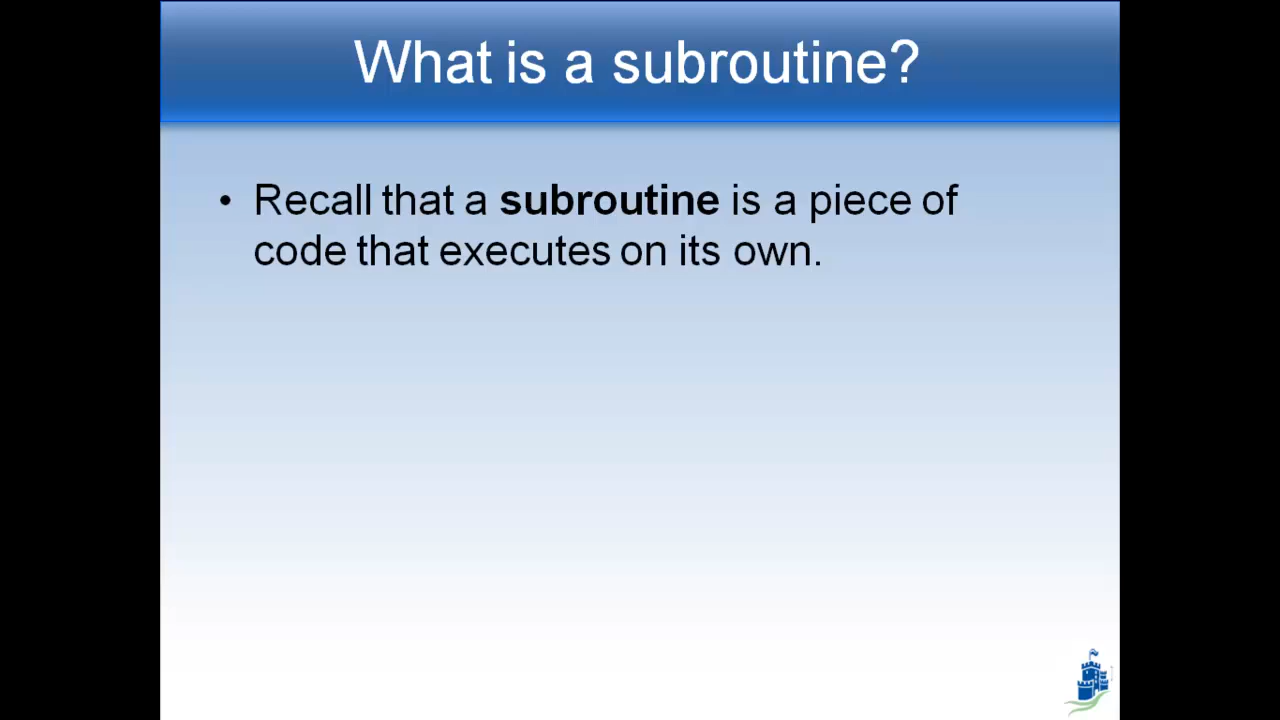 What is a subroutine?
• Recall that a subroutine is a piece of
code that executes on its own.